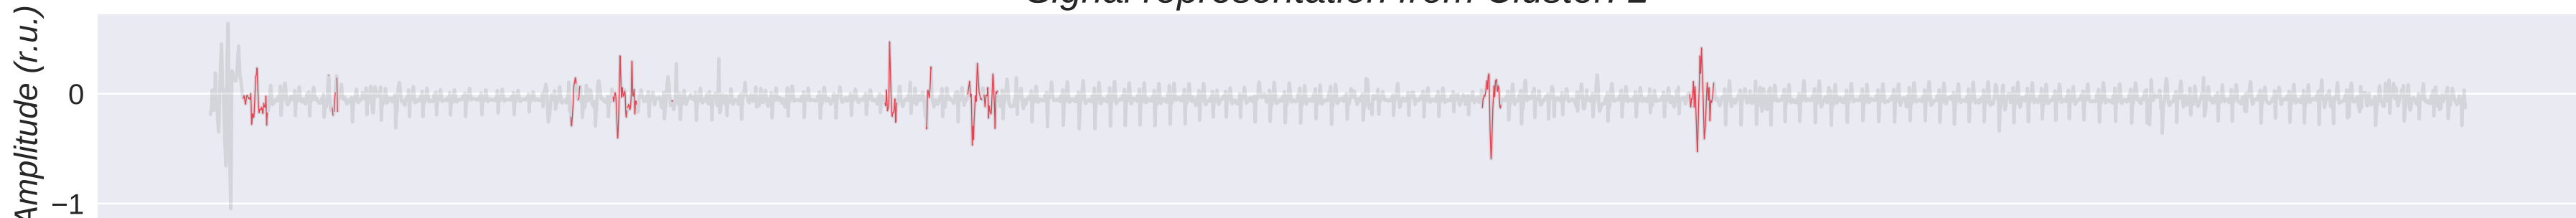 Signal representation from Cluster: 2
Amplitude (r.u.)
0
−1